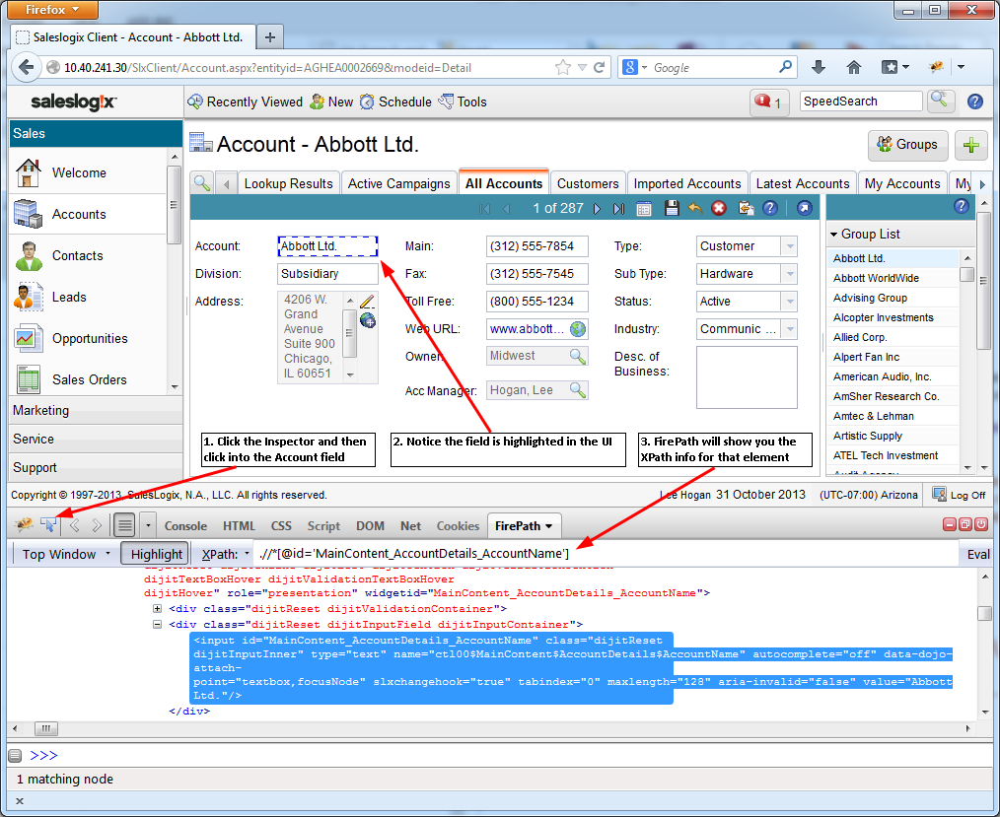 Firefox
Saleslogix Client - Account - Abbott Ltd.
10.40.241.30/SlxClient/Account.aspx?entityid=AGHEA0002669&modeid=Detail
Google
saleslogix
Recently Viewed New Schedule Tools
1
SpeedSearch
Sales
Welcome
Accounts
Contacts
Leads
Opportunities
Sales Orders
Marketing
Service
Support
Account - Abbott Ltd.
Groups
Lookup Results Active Campaigns All Accounts Customers Imported Accounts Latest Accounts My Accounts My
1 of 287
Account: Abbott Ltd.
Division: Subsidiary
Address: 4206 W.
Grand
Avenue
Suite 900
Chicago,
IL 60651
Main: (312) 555-7854
Fax: (312) 555-7545
Toll Free: (800) 555-1234
Web URL: www.abbott...
Owner: Midwest
Acc Manager: Hogan, Lee
Type: Customer
Sub Type: Hardware
Status: Active
Industry: Communic ...
Desc. of
Business:
Group List
Abbott Ltd.
Abbott WorldWide
Advising Group
Alcopter Investments
Allied Corp.
Alpert Fan Inc
American Audio, Inc.
AmSher Research Co.
Amtec & Lehman
Artistic Supply
ATEL Tech Investment
Audit Agency
1. Click the Inspector and then
click into the Account field
2. Notice the field is highlighted in the UI
3. FirePath will show you the
XPath info for that element
Copyright © 1997-2013, SalesLogix, N.A., LLC. All rights reserved.
Lee Hogan 31 October 2013 (UTC-07:00) Arizona Log Off
Console HTML CSS Script DOM Net Cookies FirePath
Top Window Highlight XPath: .//*[@id='MainContent_AccountDetails_AccountName'] Eval
dijitTextBoxHover dijitValidationTextBoxHover
dijitHover" role="presentation" widgetid="MainContent_AccountDetails_AccountName">
<div class="dijitReset dijitValidationContainer">
<div class="dijitReset dijitInputField dijitInputContainer">
<input id="MainContent_AccountDetails_AccountName" class="dijitReset
dijitInputInner" type="text" name="ctl00$MainContent$AccountDetails$AccountName" autocomplete="off" data-dojo-
attach-
point="textbox,focusNode" slxchangehook="true" tabindex="0" maxlength="128" aria-invalid="false" value="Abbott
Ltd."/>
</div>
>>>
1 matching node